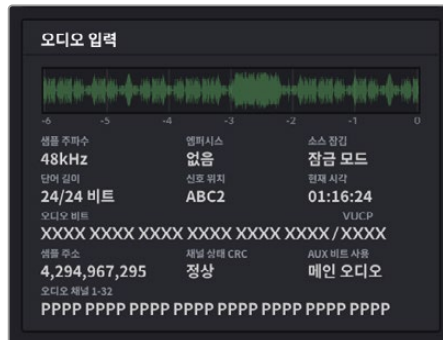 오디오 입력
-6 -5 -4 -3 -2 -1 0
샘플 주파수 엠퍼시스 소스 잠김
48kHz 없음 잠금 모드
단어 길이 신호 위치 현재 시각
24/24 비트 ABC2 01:16:24
오디오 비트 VUCP
XXXX XXXX XXXX XXXX XXXX XXXX/XXXX
샘플 주소 채널 상태 CRC AUX 비트 사용
4,294,967,295 정상 메인 오디오
오디오 채널 1-32
PPPP PPPP PPPP PPPP PPPP PPPP PPPP PPPP